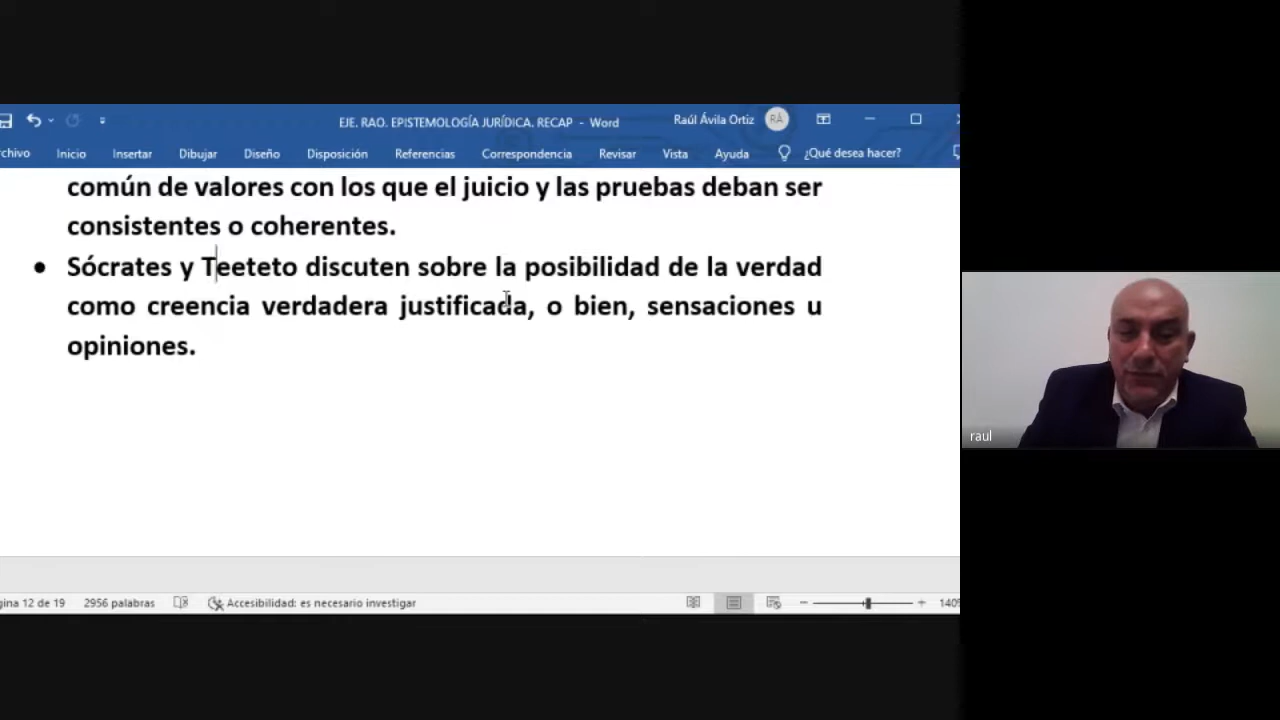 EJE. RAO. EPISTEMOLOGÍA JURÍDICA. RECAP - Word
Raúl Ávila Ortiz
RÁ
rchivo Inicio Insertar Dibujar Diseño Disposición Referencias Correspondencia Revisar Vista Ayuda ¿Qué desea hacer?
común de valores con los que el juicio y las pruebas deban ser
consistentes o coherentes.
• Sócrates y Teeteto discuten sobre la posibilidad de la verdad
como creencia verdadera justificada, o bien, sensaciones u
opiniones.
raul
gina 12 de 19 2956 palabras Accesibilidad: es necesario investigar 140%